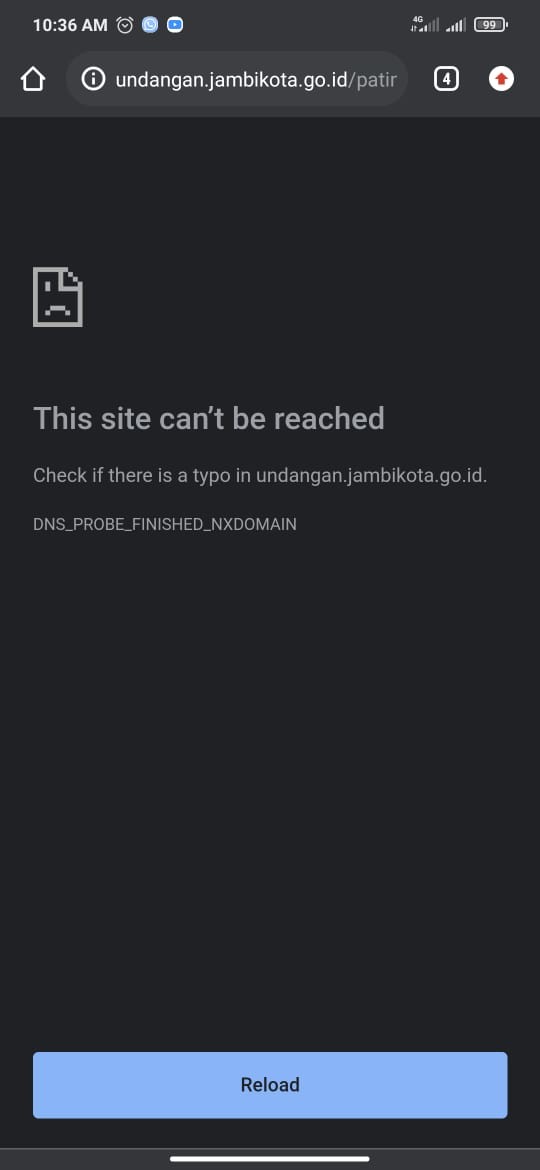 10:36 AM
4G
99
undangan.jambikota.go.id/patir
4
This site can't be reached
Check if there is a typo in undangan.jambikota.go.id.
DNS_PROBE_FINISHED_NXDOMAIN
Reload